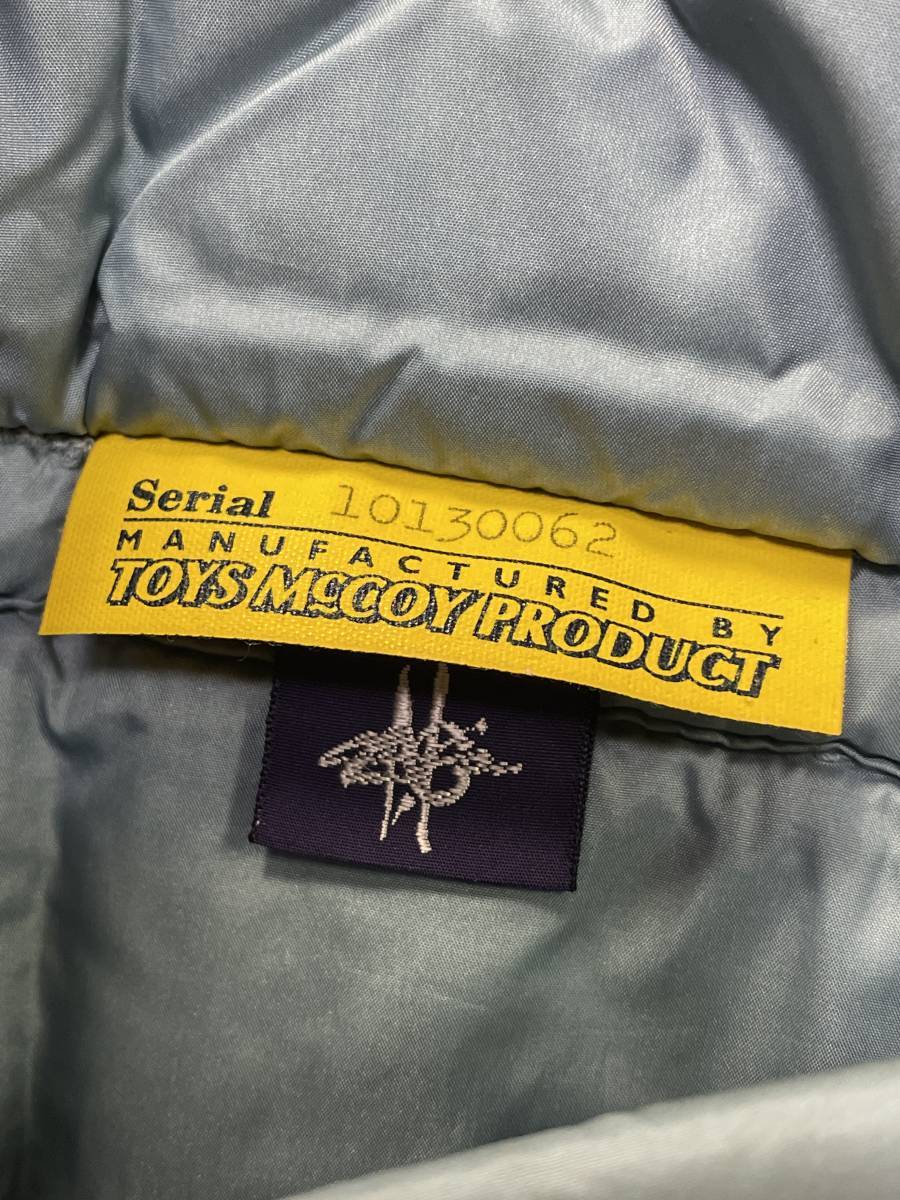 Serial 10130062
MANUFACTURED BY
TOYS McCOY PRODUCT